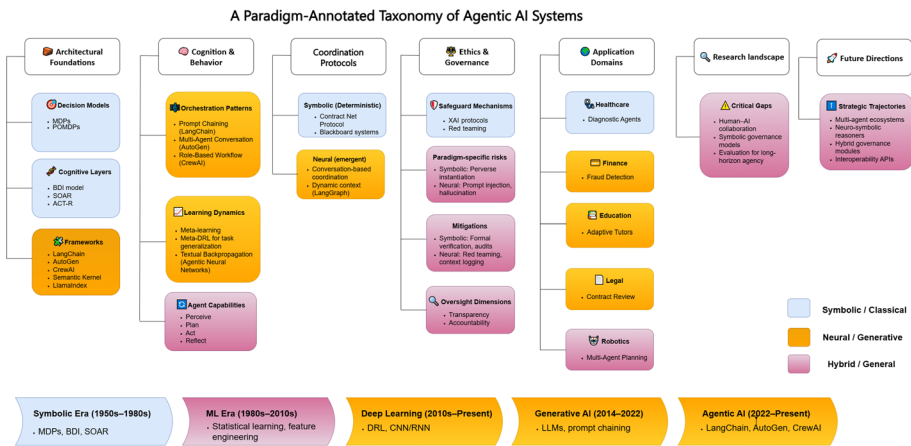 A Paradigm-Annotated Taxonomy of Agentic AI Systems
Architectural
Foundations
Decision Models
• MDPs
• POMDPs
Cognitive Layers
• BDI model
• SOAR
• ACT-R
Frameworks
• LangChain
• AutoGen
• CrewAI
• Semantic Kernel
• LlamaIndex
Cognition &
Behavior
Orchestration Patterns
• Prompt Chaining
(LangChain)
• Multi-Agent Conversation
(AutoGen)
• Role-Based Workflow
(CrewAI)
Learning Dynamics
• Meta-learning
• Meta-DRL for task
generalization
• Textual Backpropagation
(Agentic Neural
Networks)
Agent Capabilities
• Perceive
• Plan
• Act
• Reflect
Coordination
Protocols
Symbolic (Deterministic)
• Contract Net
Protocol
• Blackboard systems
Neural (emergent)
• Conversation-based
coordination
• Dynamic context
(LangGraph)
Ethics &
Governance
Safeguard Mechanisms
• XAI protocols
• Red teaming
Paradigm-specific risks
• Symbolic: Perverse
instantiation
• Neural: Prompt injection,
hallucination
Mitigations
• Symbolic: Formal
verification, audits
• Neural: Red teaming,
context logging
Oversight Dimensions
• Transparency
• Accountability
Application
Domains
Healthcare
• Diagnostic Agents
Finance
• Fraud Detection
Education
• Adaptive Tutors
Legal
• Contract Review
Robotics
• Multi-Agent Planning
Research landscape
Critical Gaps
• Human–AI
collaboration
• Symbolic governance
models
• Evaluation for long-
horizon agency
Future Directions
Strategic Trajectories
• Multi-agent ecosystems
• Neuro-symbolic
reasoners
• Hybrid governance
modules
• Interoperability APIs
Symbolic / Classical
Neural / Generative
Hybrid / General
Symbolic Era (1950s–1980s)
• MDPs, BDI, SOAR
ML Era (1980s–2010s)
• Statistical learning, feature
engineering
Deep Learning (2010s–Present)
• DRL, CNN/RNN
Generative AI (2014–2022)
• LLMs, prompt chaining
Agentic AI (2022–Present)
• LangChain, AutoGen, CrewAI